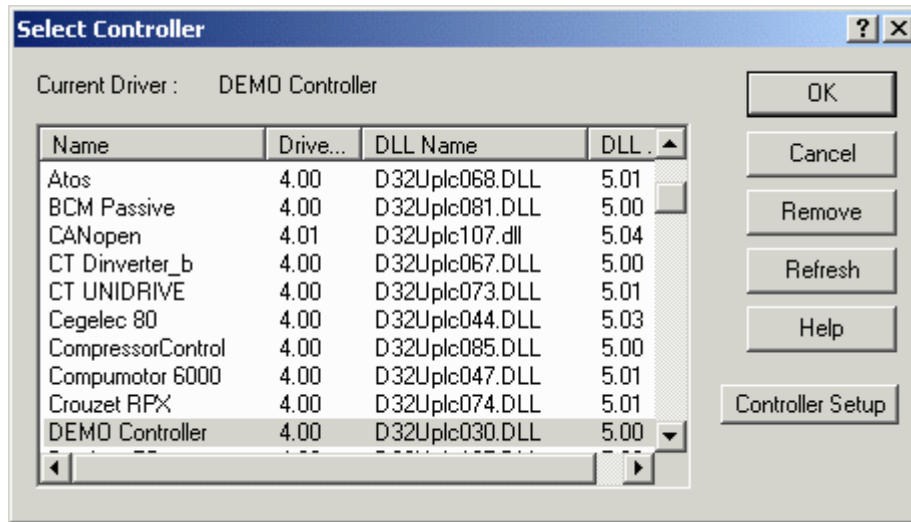 Select Controller
Current Driver : DEMO Controller
OK
Name Drive... DLL Name DLL .
Cancel
Atos 4.00 D32Uplc068.DLL 5.01
BCM Passive 4.00 D32Uplc081.DLL 5.00
Remove
CANopen 4.01 D32Uplc107.dll 5.04
CT Dinverter_b 4.00 D32Uplc067.DLL 5.00
Refresh
CT UNIDRIVE 4.00 D32Uplc073.DLL 5.01
Cegelec 80 4.00 D32Uplc044.DLL 5.03
Help
CompressorControl 4.00 D32Uplc085.DLL 5.00
Compumotor 6000 4.00 D32Uplc047.DLL 5.01
Crouzet RPX 4.00 D32Uplc074.DLL 5.01
Controller Setup
DEMO Controller 4.00 D32Uplc030.DLL 5.00